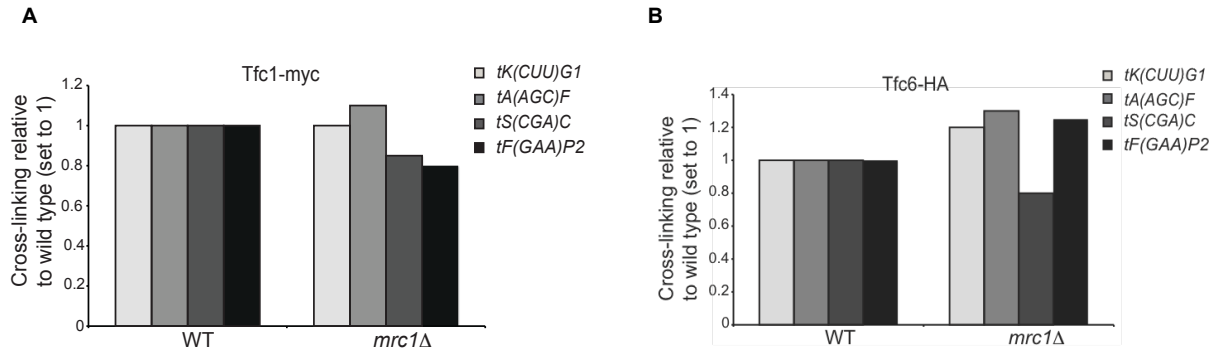 A
Tfc1-myc
Cross-linking relative
to wild type (set to 1)
1.2
1
0.8
0.6
0.4
0.2
0
WT
mrc1Δ
tK(CUU)G1
tA(AGC)F
tS(CGA)C
tF(GAA)P2
B
Tfc6-HA
Cross-linking relative
to wild type (set to 1)
1.4
1.2
1
0.8
0.6
0.4
0.2
0
WT
mrc1Δ
tK(CUU)G1
tA(AGC)F
tS(CGA)C
tF(GAA)P2